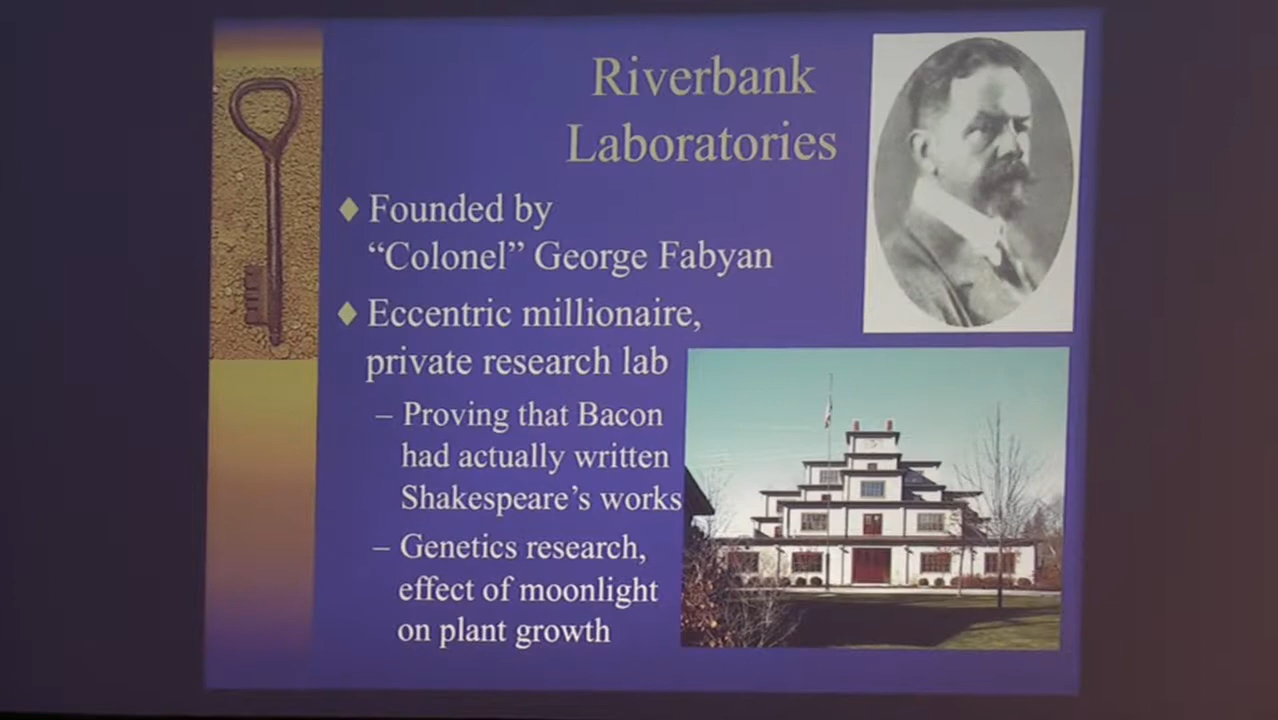 Riverbank
Laboratories
Founded by
“Colonel” George Fabyan
Eccentric millionaire,
private research lab
– Proving that Bacon
had actually written
Shakespeare’s works
– Genetics research,
effect of moonlight
on plant growth